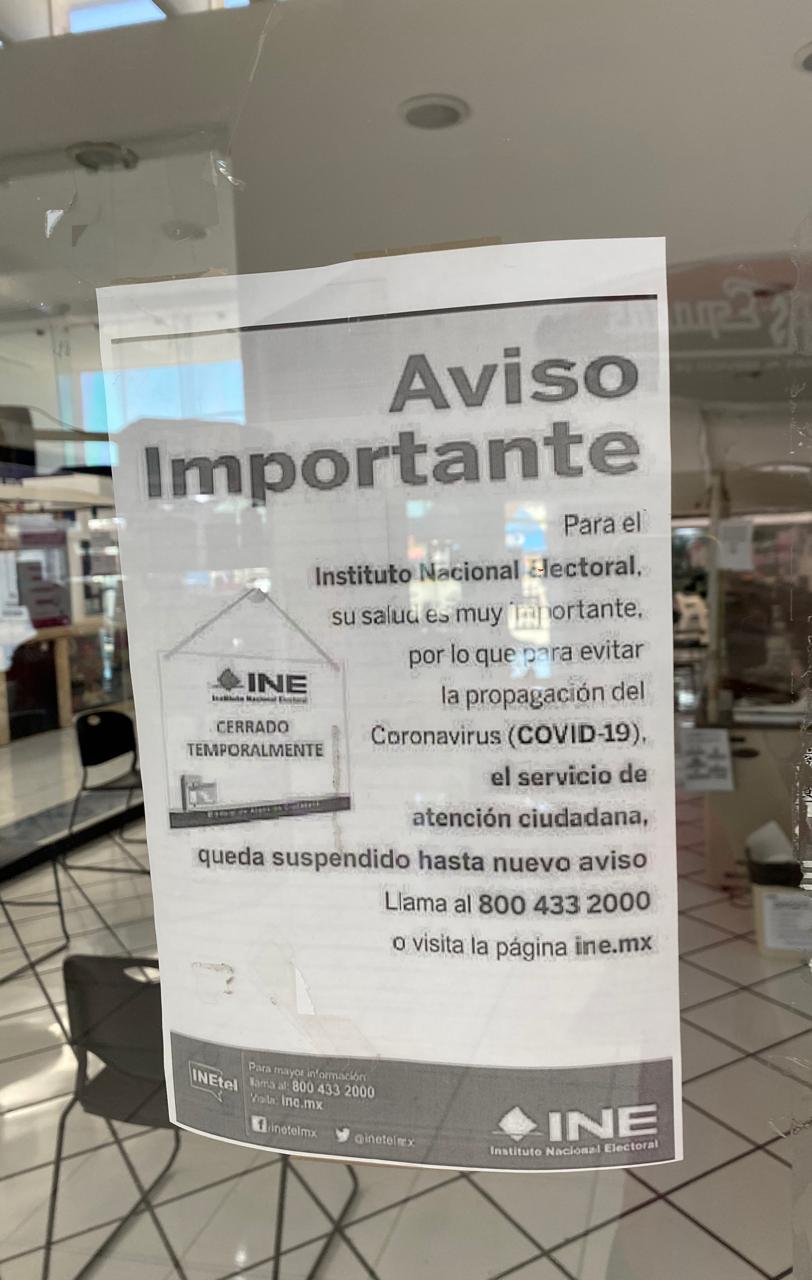 Aviso
Importante
Para el
Instituto Nacional Electoral,
su salud es muy importante,
por lo que para evitar
la propagación del
Coronavirus (COVID-19),
el servicio de
atención ciudadana,
queda suspendido hasta nuevo aviso
Llama al 800 433 2000
o visita la página ine.mx
INE
Instituto Nacional Electoral
CERRADO
TEMPORALMENTE
INEtel
Para mayor información
llama al: 800 433 2000
Visita: ine.mx
/inetelmx
@inetelmx
INE
Instituto Nacional Electoral